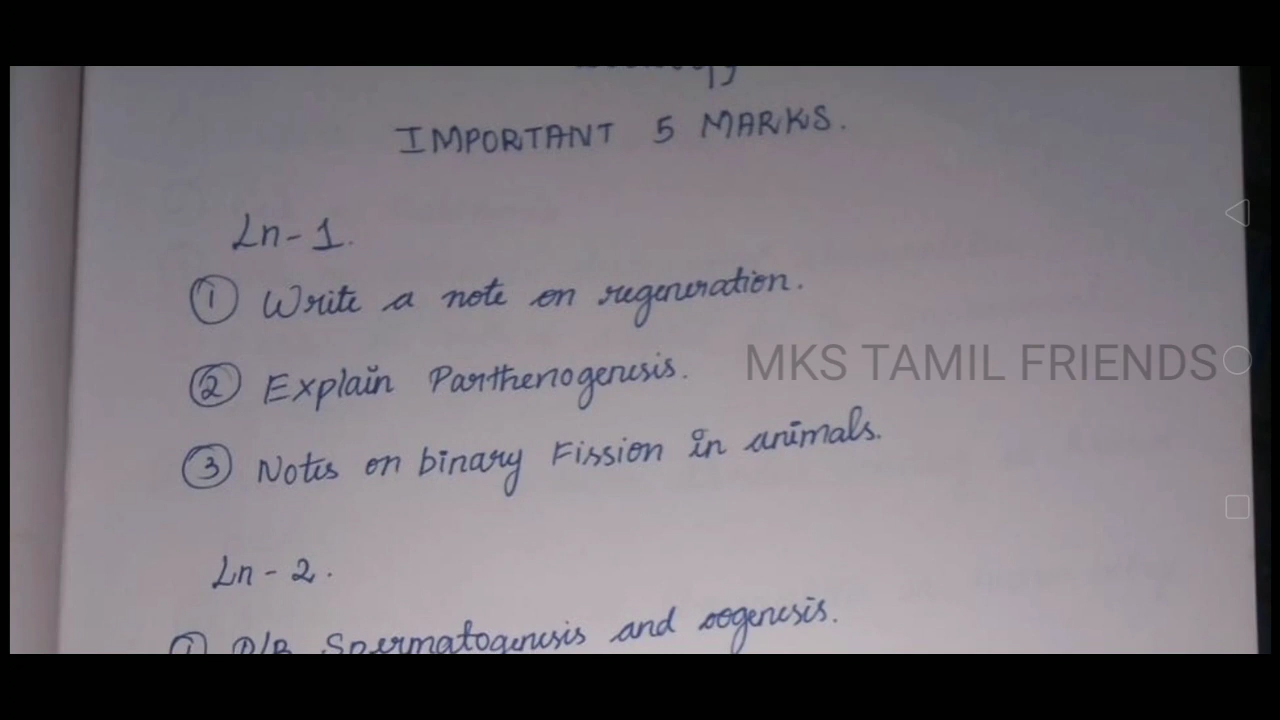 IMPORTANT 5 MARKS.
Ln-1.
① Write a note on regeneration.
② Explain Parthenogenesis.
MKS TAMIL FRIENDS
③ Notes on binary Fission in animals.
Ln-2.
① D/B Spermatogenesis and oogenesis.